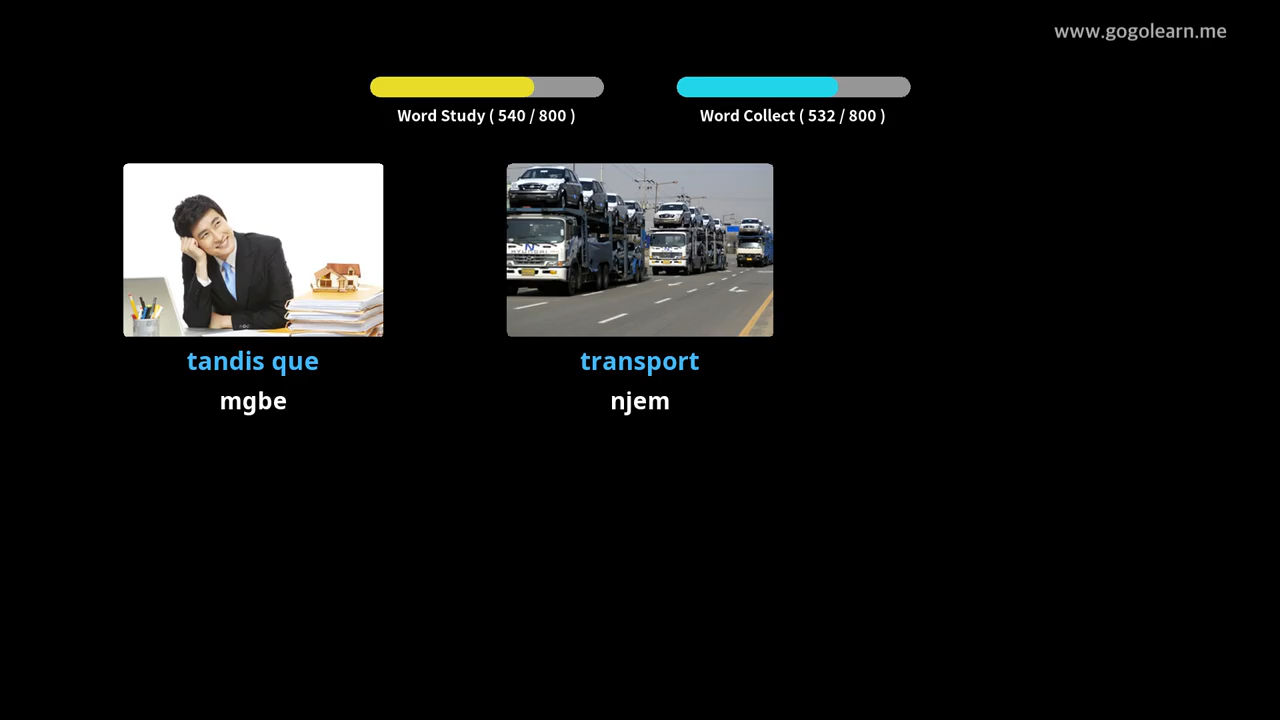 www.gogolearn.me
Word Study ( 540 / 800 )
Word Collect ( 532 / 800 )
tandis que
mgbe
transport
njem